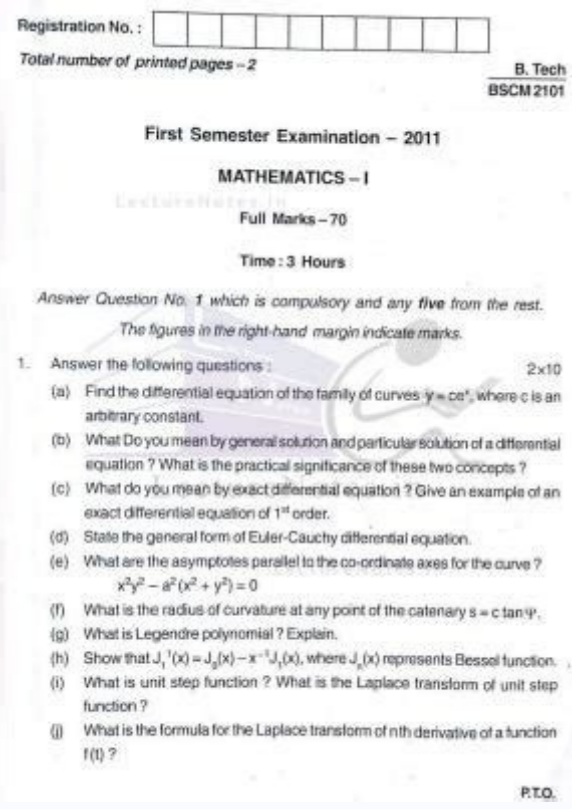 Registration No. :
Total number of printed pages – 2
B. Tech
BSCM 2101
First Semester Examination – 2011
MATHEMATICS – I
LectureNotes.in
Full Marks – 70
Time : 3 Hours
Answer Question No. 1 which is compulsory and any five from the rest.
The figures in the right-hand margin indicate marks.
1. Answer the following questions : 2×10
(a) Find the differential equation of the family of curves y = ceˣ, where c is an
arbitrary constant.
(b) What Do you mean by general solution and particular solution of a differential
equation ? What is the practical significance of these two concepts ?
(c) What do you mean by exact differential equation ? Give an example of an
exact differential equation of 1ˢᵗ order.
(d) State the general form of Euler-Cauchy differential equation.
(e) What are the asymptotes parallel to the co-ordinate axes for the curve ?
x²y² – a² (x² + y²) = 0
(f) What is the radius of curvature at any point of the catenary s = c tan Ψ.
(g) What is Legendre polynomial ? Explain.
(h) Show that J₁¹(x) = J₀(x) – x⁻¹J₁(x), where Jₙ(x) represents Bessel function.
(i) What is unit step function ? What is the Laplace transform of unit step
function ?
(j) What is the formula for the Laplace transform of nth derivative of a function
f(t) ?
P.T.O.